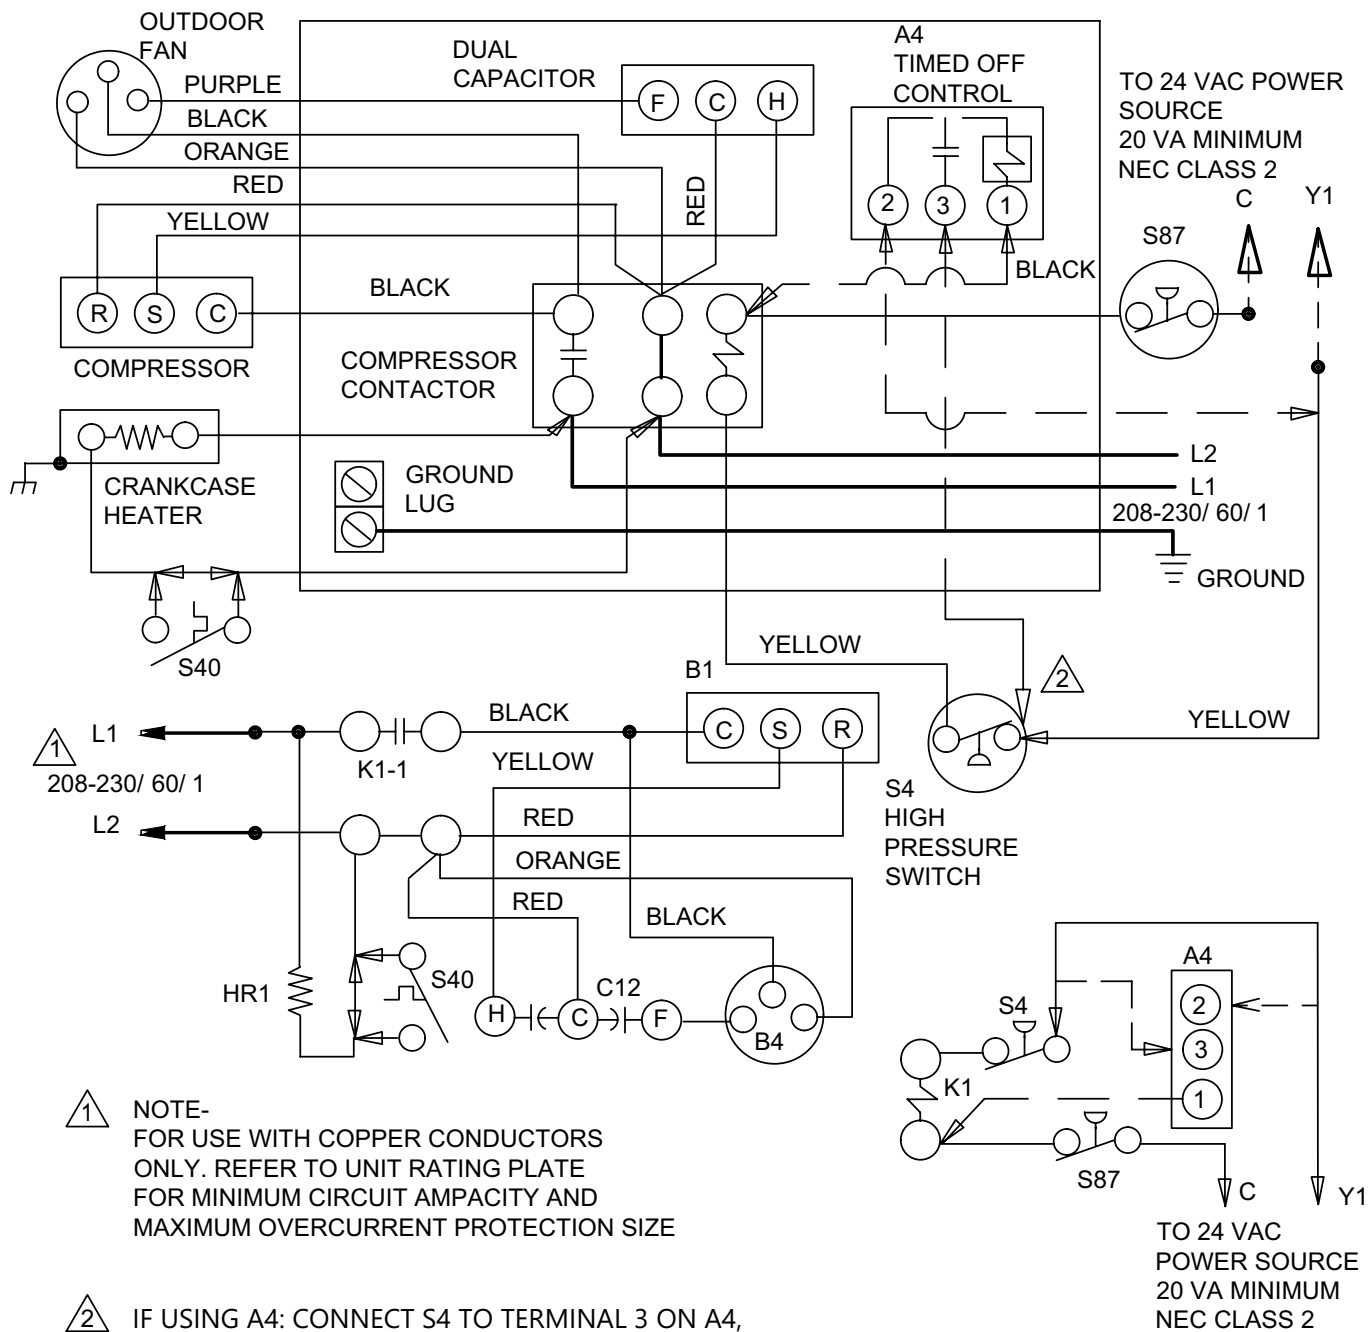 OUTDOOR
FAN
PURPLE
BLACK
ORANGE
RED
YELLOW
DUAL
CAPACITOR
F C H
RED
A4
TIMED OFF
CONTROL
2 3 1
BLACK
TO 24 VAC POWER
SOURCE
20 VA MINIMUM
NEC CLASS 2
C Y1
S87
R S C
COMPRESSOR
BLACK
COMPRESSOR
CONTACTOR
CRANKCASE
HEATER
GROUND
LUG
L2
L1
208-230/ 60/ 1
GROUND
S40
YELLOW
2
YELLOW
S4
HIGH
PRESSURE
SWITCH
B1
C S R
1
L1
208-230/ 60/ 1
L2
K1-1
BLACK
YELLOW
RED
ORANGE
RED
BLACK
HR1
S40
H C F
C12
B4
A4
2
3
1
S4
K1
S87
C
Y1
TO 24 VAC
POWER SOURCE
20 VA MINIMUM
NEC CLASS 2
1 NOTE-
FOR USE WITH COPPER CONDUCTORS
ONLY. REFER TO UNIT RATING PLATE
FOR MINIMUM CIRCUIT AMPACITY AND
MAXIMUM OVERCURRENT PROTECTION SIZE
2 IF USING A4: CONNECT S4 TO TERMINAL 3 ON A4,